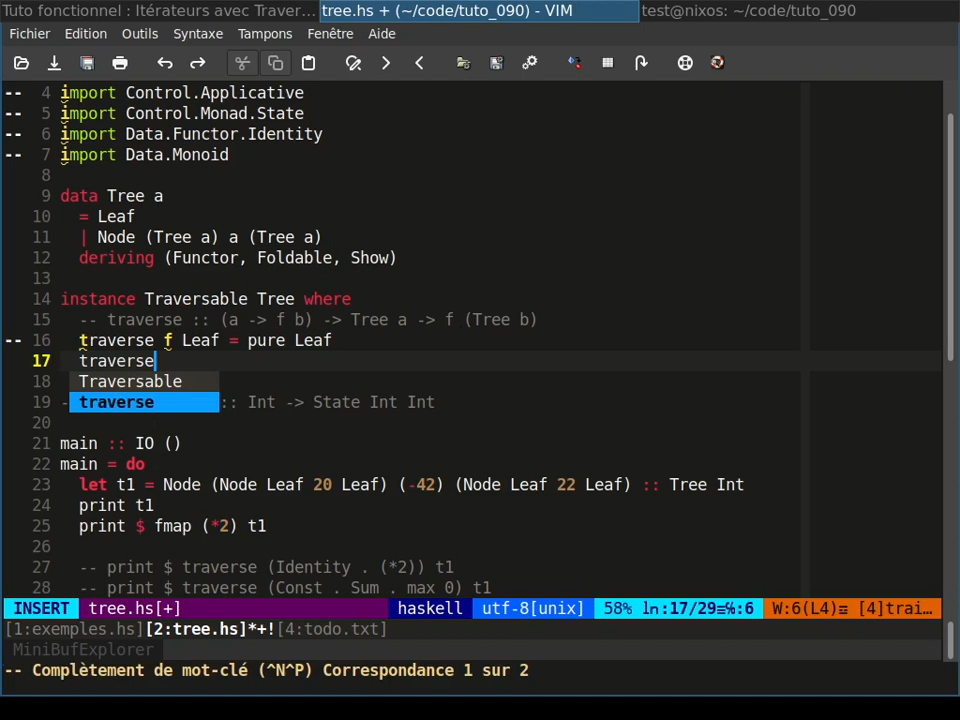 Tuto fonctionnel : Itérateurs avec Traver... tree.hs + (~/code/tuto_090) - VIM test@nixos: ~/code/tuto_090
Fichier Edition Outils Syntaxe Tampons Fenêtre Aide
-- 4 import Control.Applicative
-- 5 import Control.Monad.State
-- 6 import Data.Functor.Identity
-- 7 import Data.Monoid
8
9 data Tree a
10 = Leaf
11 | Node (Tree a) a (Tree a)
12 deriving (Functor, Foldable, Show)
13
14 instance Traversable Tree where
15 -- traverse :: (a -> f b) -> Tree a -> f (Tree b)
-- 16 traverse f Leaf = pure Leaf
17 traverse
18 Traversable
19 - traverse :: Int -> State Int Int
20
21 main :: IO ()
22 main = do
23 let t1 = Node (Node Leaf 20 Leaf) (-42) (Node Leaf 22 Leaf) :: Tree Int
24 print t1
25 print $ fmap (*2) t1
26
27 -- print $ traverse (Identity . (*2)) t1
28 -- print $ traverse (Const . Sum . max 0) t1
INSERT tree.hs[+] haskell utf-8[unix] 58% ln:17/29≡℅:6 W:6(L4)≡ [4]trai...
[1:exemples.hs][2:tree.hs]*+![4:todo.txt]
MiniBufExplorer
-- Complètement de mot-clé (^N^P) Correspondance 1 sur 2